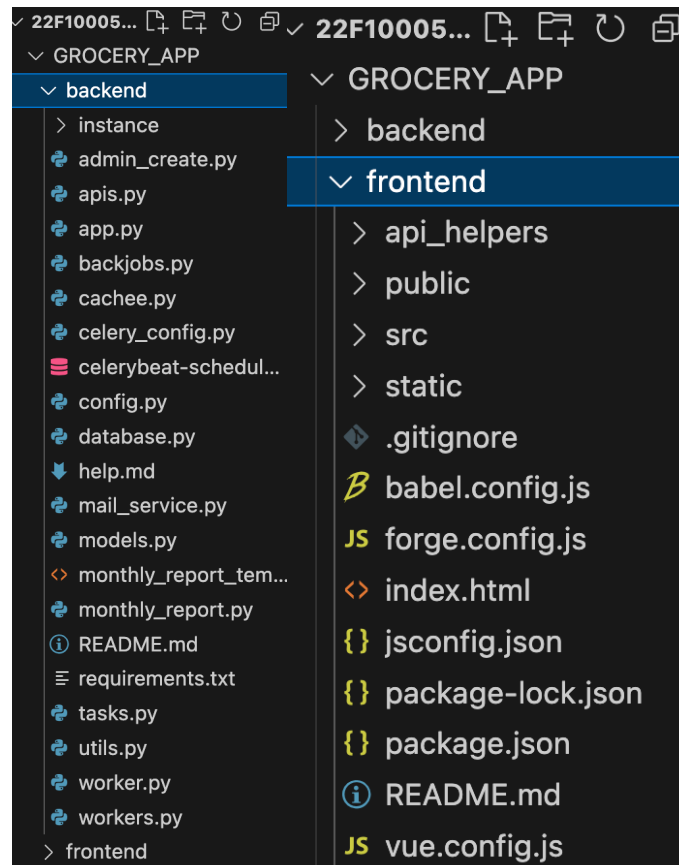 22F10005...
GROCERY_APP
backend
instance
admin_create.py
apis.py
app.py
backjobs.py
cachee.py
celery_config.py
celerybeat-schedul...
config.py
database.py
help.md
mail_service.py
models.py
monthly_report_tem...
monthly_report.py
README.md
requirements.txt
tasks.py
utils.py
worker.py
workers.py
frontend
22F10005...
GROCERY_APP
backend
frontend
api_helpers
public
src
static
.gitignore
babel.config.js
JS forge.config.js
index.html
{} jsconfig.json
{} package-lock.json
{} package.json
README.md
JS vue.config.js